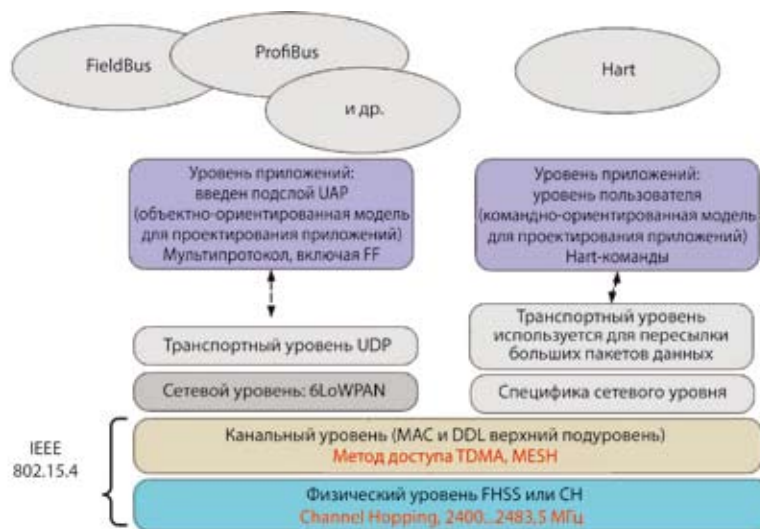 FieldBus
ProfiBus
и др.
Hart
Уровень приложений:
введен подслой UAP
(объектно-ориентированная модель
для проектирования приложений)
Мультипротокол, включая FF
Уровень приложений:
уровень пользователя
(командно-ориентированная модель
для проектирования приложений)
Hart-команды
Транспортный уровень UDP
Транспортный уровень
используется для пересылки
больших пакетов данных
Сетевой уровень: 6LoWPAN
Специфика сетевого уровня
IEEE
802.15.4
Канальный уровень (MAC и DDL верхний подуровень)
Метод доступа TDMA, MESH
Физический уровень FHSS или CH
Channel Hopping, 2400...2483,5 МГц